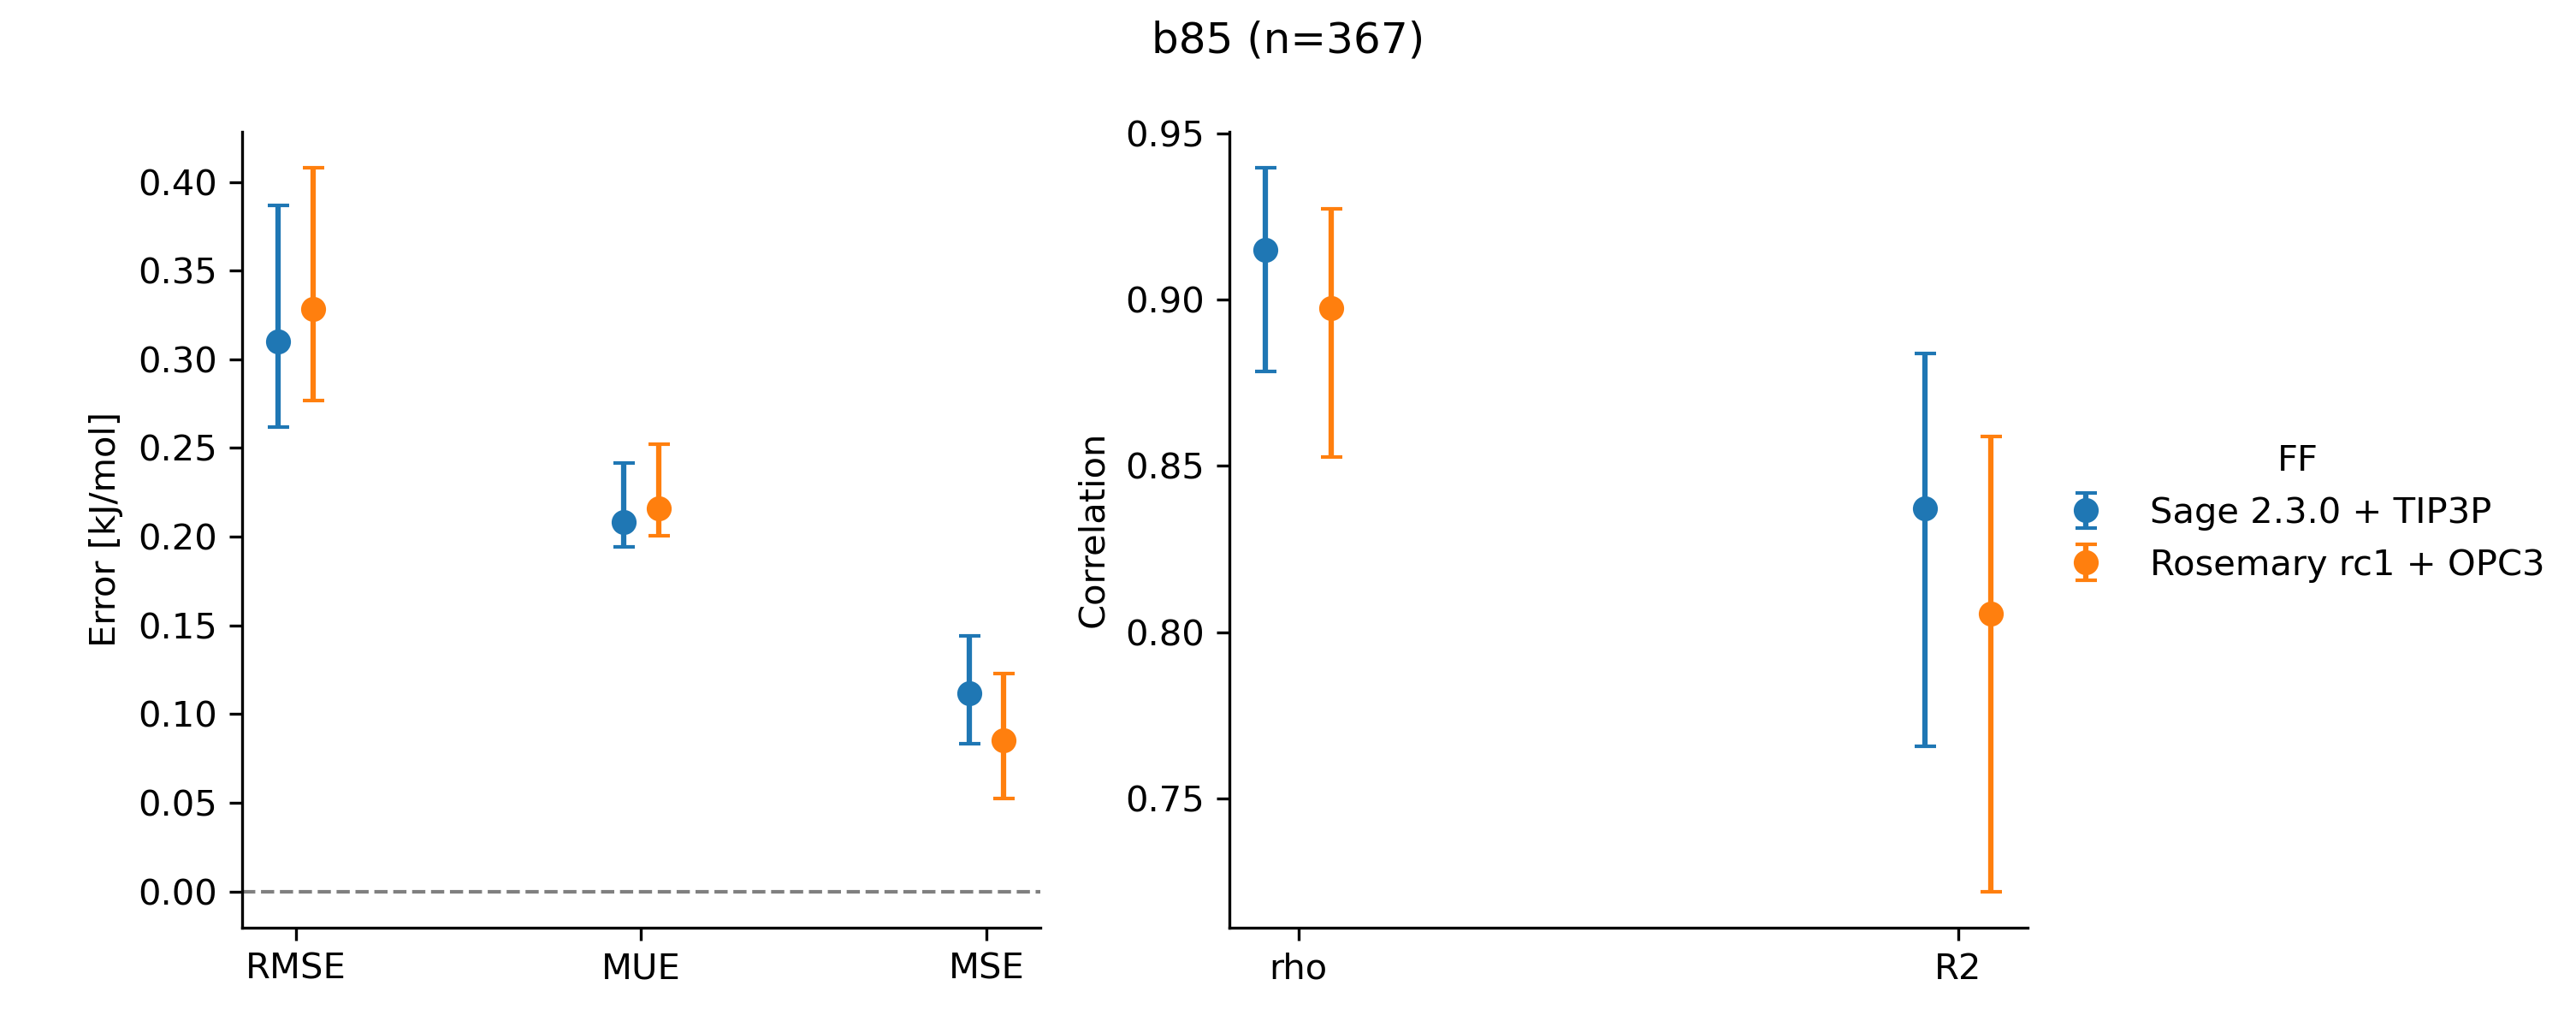 b85 (n=367)
Error [kJ/mol]
0.40
0.35
0.30
0.25
0.20
0.15
0.10
0.05
0.00
RMSE
MUE
MSE
Correlation
0.95
0.90
0.85
0.80
0.75
rho
R2
FF
Sage 2.3.0 + TIP3P
Rosemary rc1 + OPC3